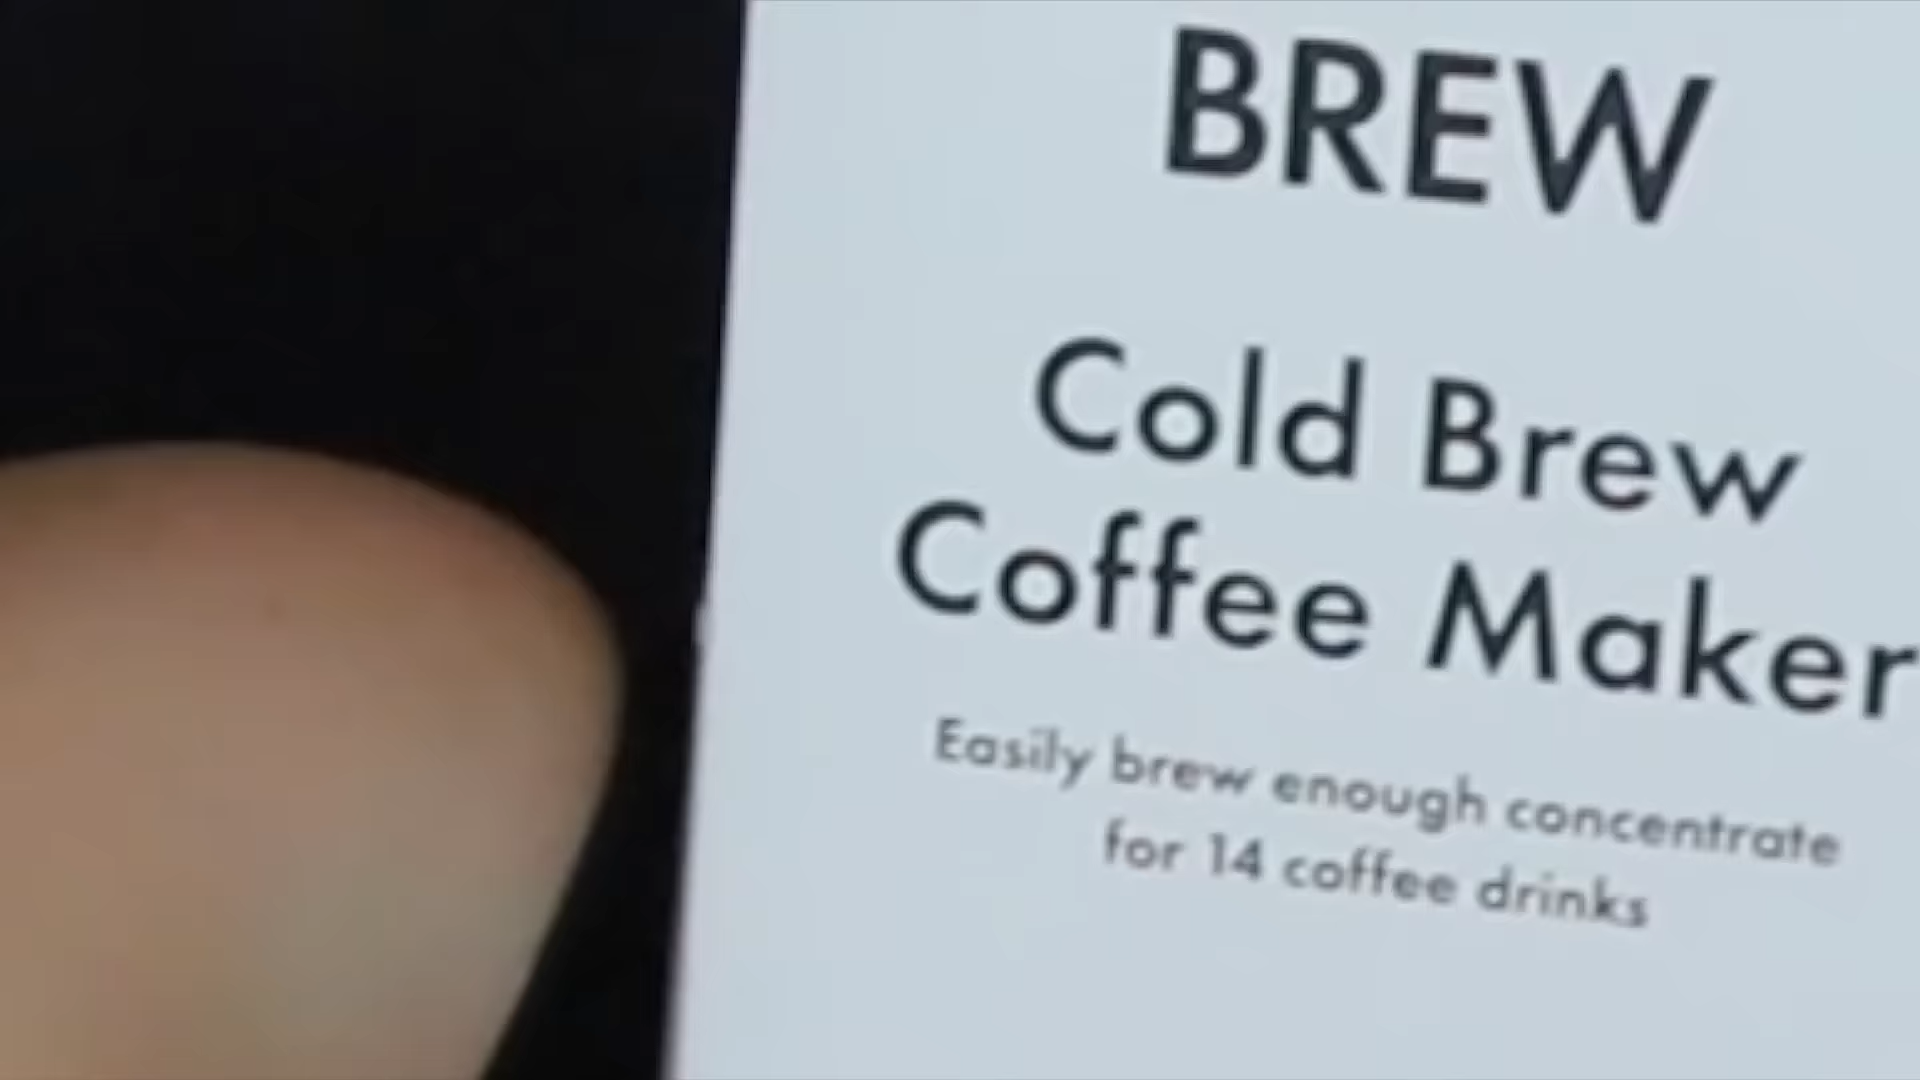 BREW
Cold Brew
Coffee Maker
Easily brew enough concentrate
for 14 coffee drinks